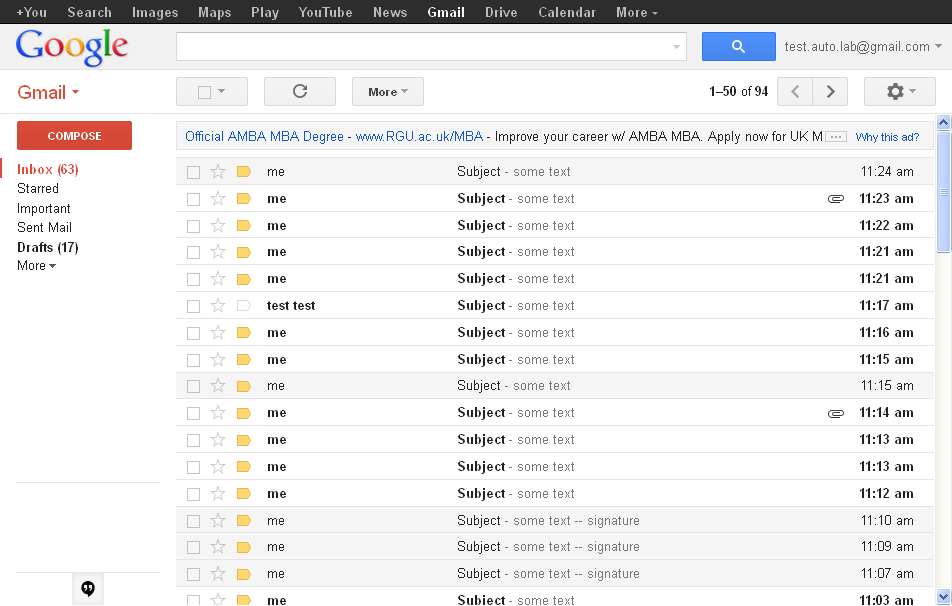 +You Search Images Maps Play YouTube News Gmail Drive Calendar More
Google
test.auto.lab@gmail.com
Gmail
More
1–50 of 94
COMPOSE
Official AMBA MBA Degree - www.RGU.ac.uk/MBA - Improve your career w/ AMBA MBA. Apply now for UK M ... Why this ad?
Inbox (63)
Starred
Important
Sent Mail
Drafts (17)
More
me Subject - some text 11:24 am
me Subject - some text 11:23 am
me Subject - some text 11:22 am
me Subject - some text 11:21 am
me Subject - some text 11:21 am
test test Subject - some text 11:17 am
me Subject - some text 11:16 am
me Subject - some text 11:15 am
me Subject - some text 11:15 am
me Subject - some text 11:14 am
me Subject - some text 11:13 am
me Subject - some text 11:13 am
me Subject - some text 11:12 am
me Subject - some text -- signature 11:10 am
me Subject - some text -- signature 11:09 am
me Subject - some text -- signature 11:07 am
me Subject - some text 11:03 am